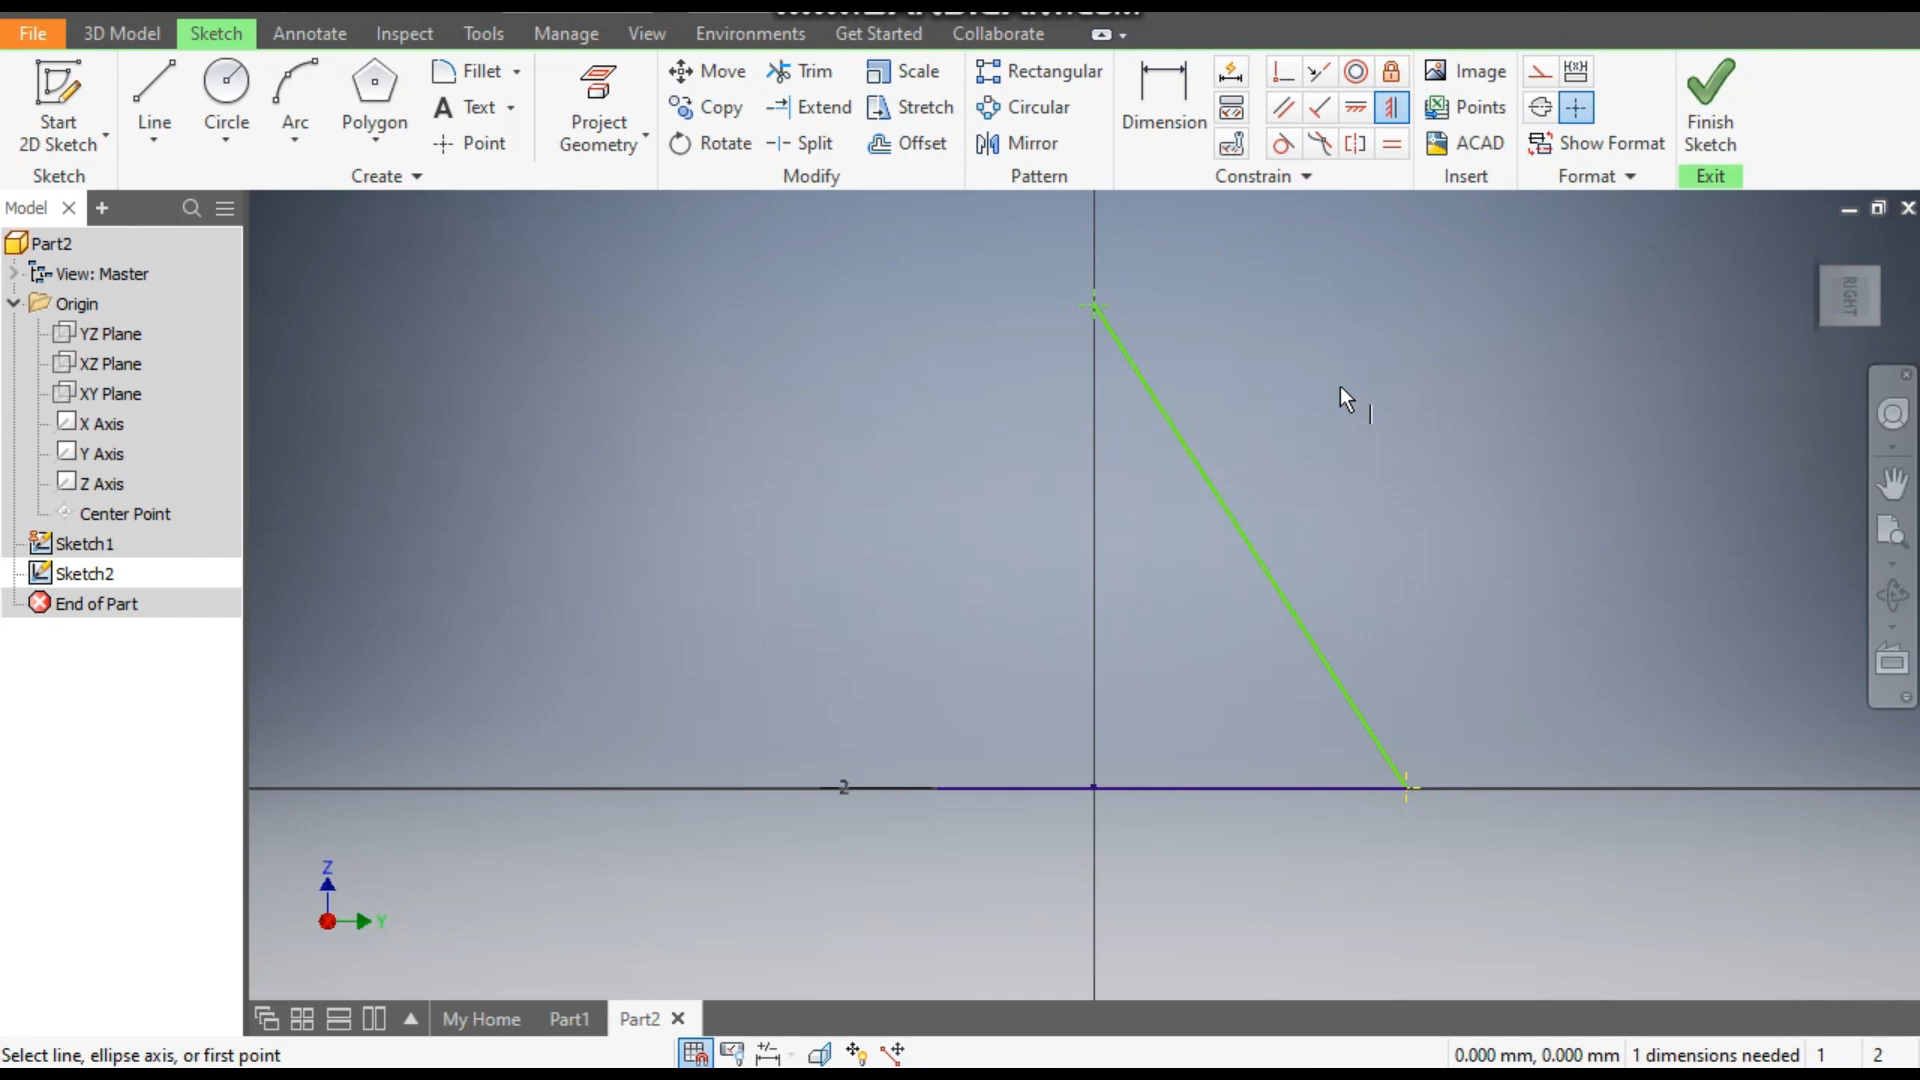 File 3D Model Sketch Annotate Inspect Tools Manage View Environments Get Started Collaborate
Start
2D Sketch
Line
Circle
Arc
Polygon
Fillet
Text
Point
Project
Geometry
Move
Copy
Rotate
Trim
Extend
Split
Scale
Stretch
Offset
Rectangular
Circular
Mirror
Dimension
Image
Points
ACAD
Show Format
Finish
Sketch
Sketch Create Modify Pattern Constrain Insert Format Exit
Model
Part2
View: Master
Origin
YZ Plane
XZ Plane
XY Plane
X Axis
Y Axis
Z Axis
Center Point
Sketch1
Sketch2
End of Part
RIGHT
2
Z
Y
My Home Part1 Part2
Select line, ellipse axis, or first point
0.000 mm, 0.000 mm 1 dimensions needed 1 2